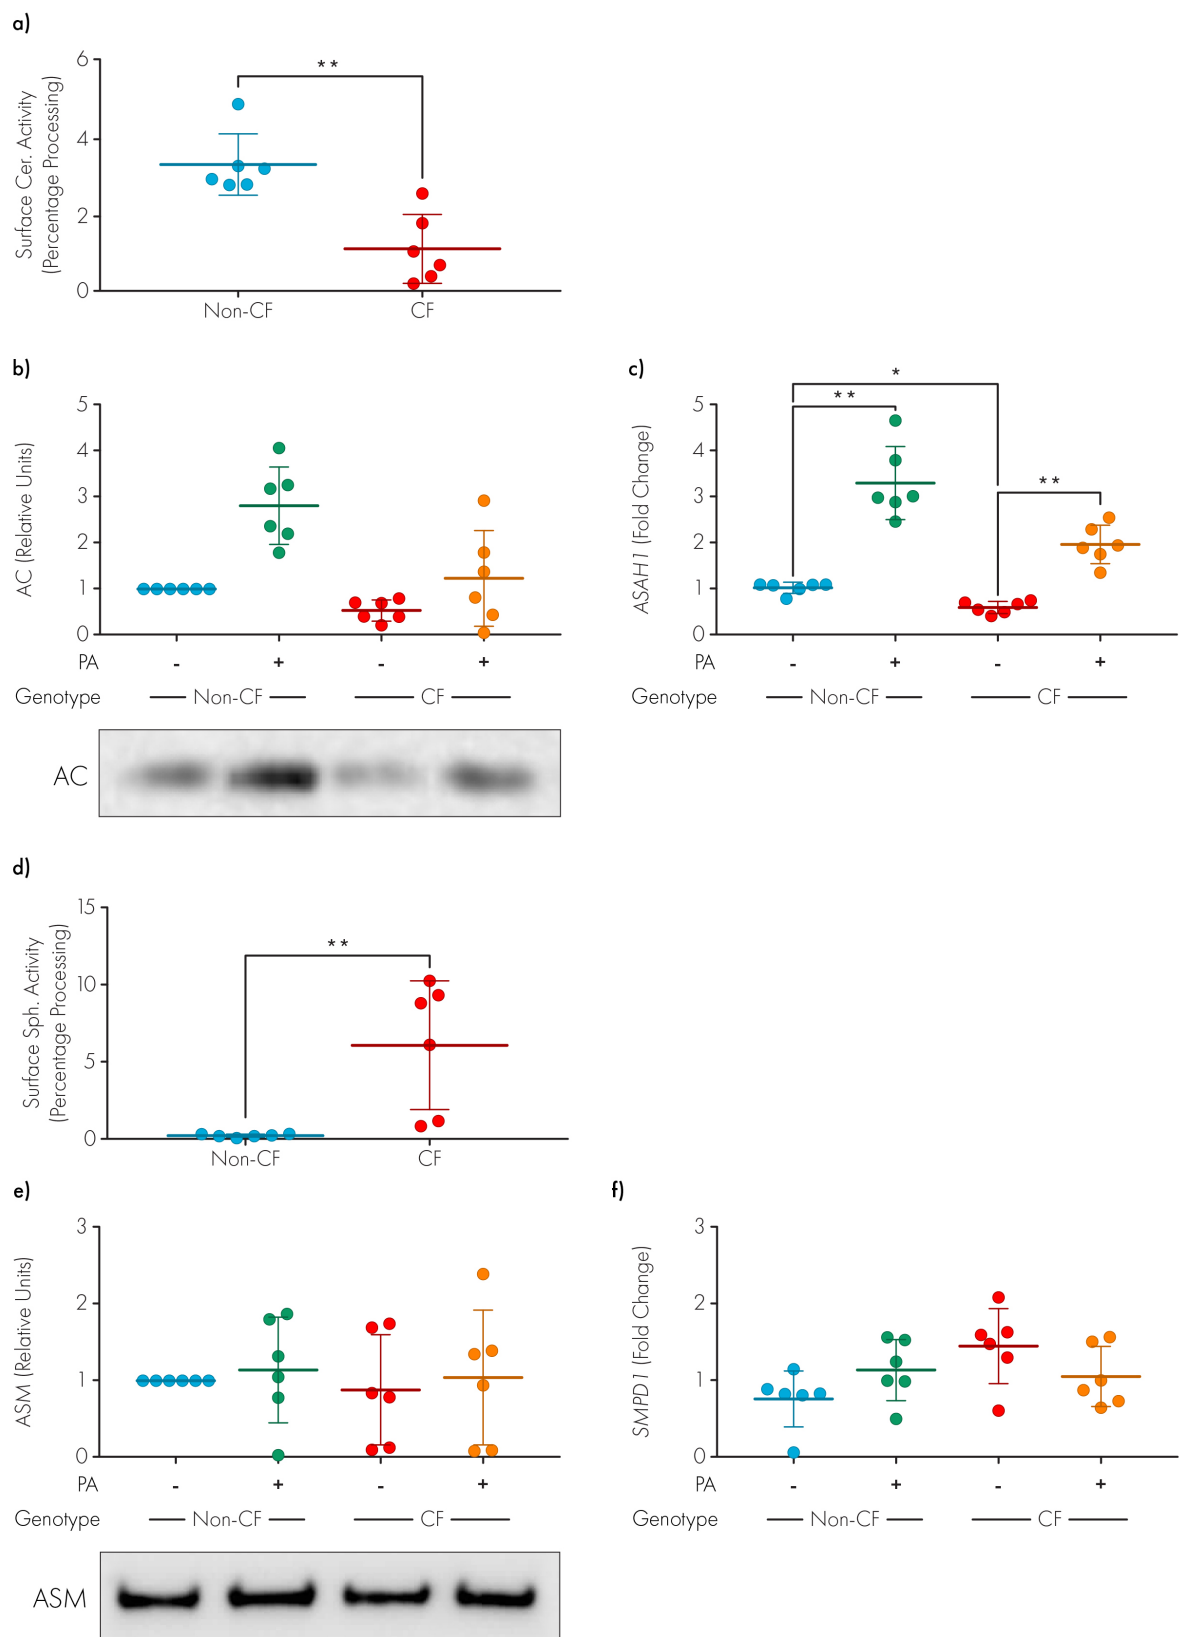 a)
Surface Cer. Activity
(Percentage Processing)
6
4
2
0
**
Non-CF
CF
b)
AC (Relative Units)
5
4
3
2
1
0
PA
-
+
-
+
Genotype
Non-CF
CF
AC
c)
ASAH1 (Fold Change)
5
4
3
2
1
0
*
**
**
PA
-
+
-
+
Genotype
Non-CF
CF
d)
Surface Sph. Activity
(Percentage Processing)
15
10
5
0
**
Non-CF
CF
e)
ASM (Relative Units)
3
2
1
0
PA
-
+
-
+
Genotype
Non-CF
CF
ASM
f)
SMPD1 (Fold Change)
3
2
1
0
-
+
-
+
Genotype
Non-CF
CF